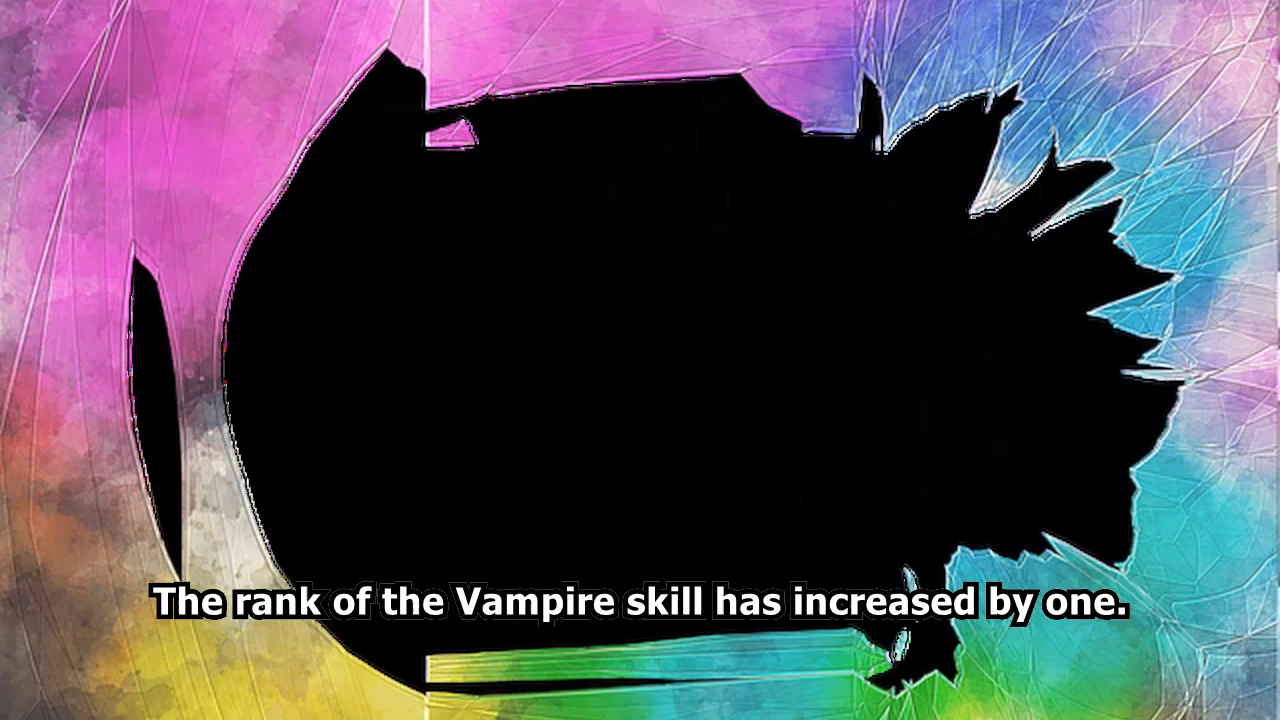 The rank of the Vampire skill has increased by one.